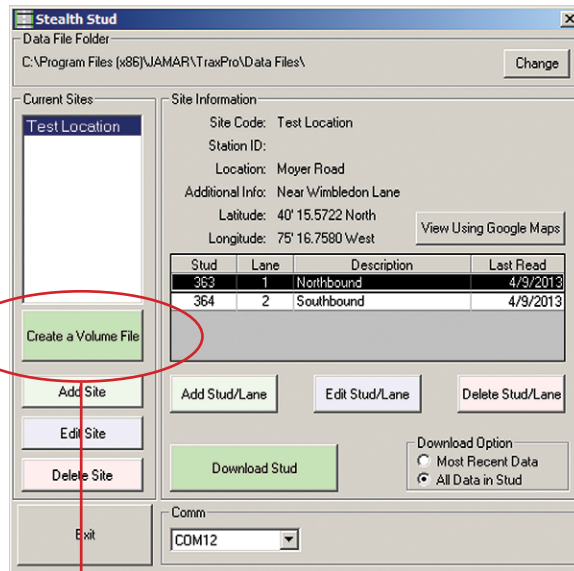 Stealth Stud
Data File Folder
C:\Program Files (x86)\JAMAR\TraxPro\Data Files\
Change
Current Sites
Test Location
Create a Volume File
Add Site
Edit Site
Delete Site
Exit
Site Information
Site Code: Test Location
Station ID:
Location: Moyer Road
Additional Info: Near Wimbledon Lane
Latitude: 40' 15.5722 North
Longitude: 75' 16.7580 West
View Using Google Maps
Stud Lane Description Last Read
363 1 Northbound 4/9/2013
364 2 Southbound 4/9/2013
Add Stud/Lane
Edit Stud/Lane
Delete Stud/Lane
Download Stud
Download Option
Most Recent Data
All Data in Stud
Comm
COM12